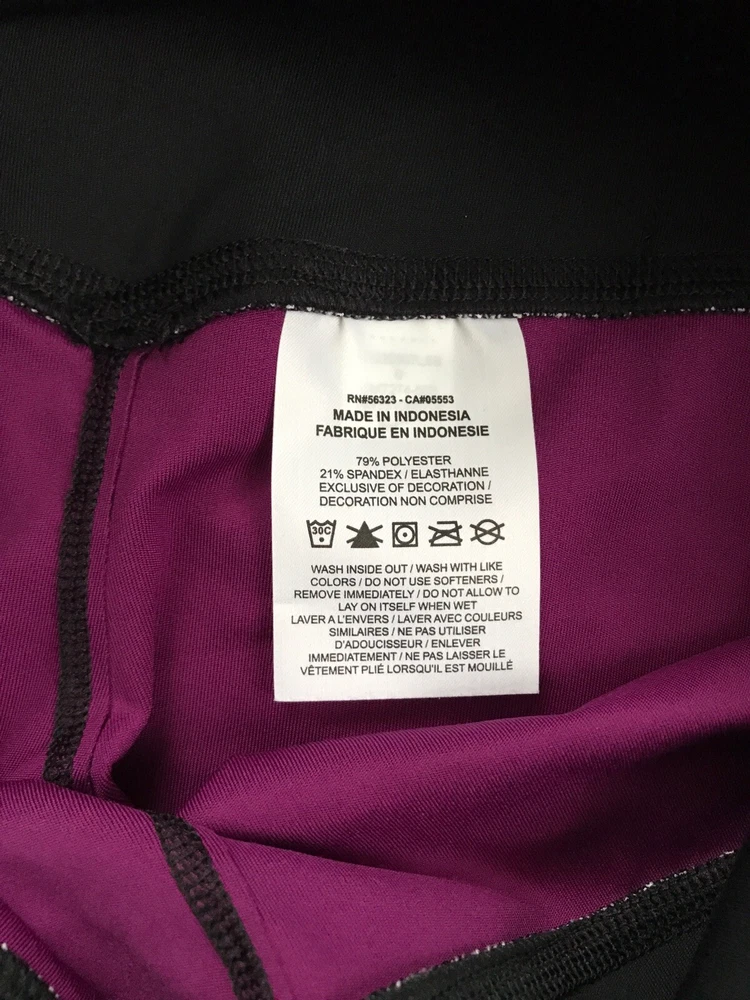 RN#56323 - CA#05553
MADE IN INDONESIA
FABRIQUE EN INDONESIE
79% POLYESTER
21% SPANDEX / ELASTHANNE
EXCLUSIVE OF DECORATION /
DECORATION NON COMPRISE
30C
WASH INSIDE OUT / WASH WITH LIKE
COLORS / DO NOT USE SOFTENERS /
REMOVE IMMEDIATELY / DO NOT ALLOW TO
LAY ON ITSELF WHEN WET
LAVER A L'ENVERS / LAVER AVEC COULEURS
SIMILAIRES / NE PAS UTILISER
D'ADOUCISSEUR / ENLEVER
IMMEDIATEMENT / NE PAS LAISSER LE
VÊTEMENT PLIÉ LORSQU'IL EST MOUILLÉ